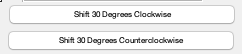 Shift 30 Degrees Clockwise
Shift 30 Degrees Counterclockwise